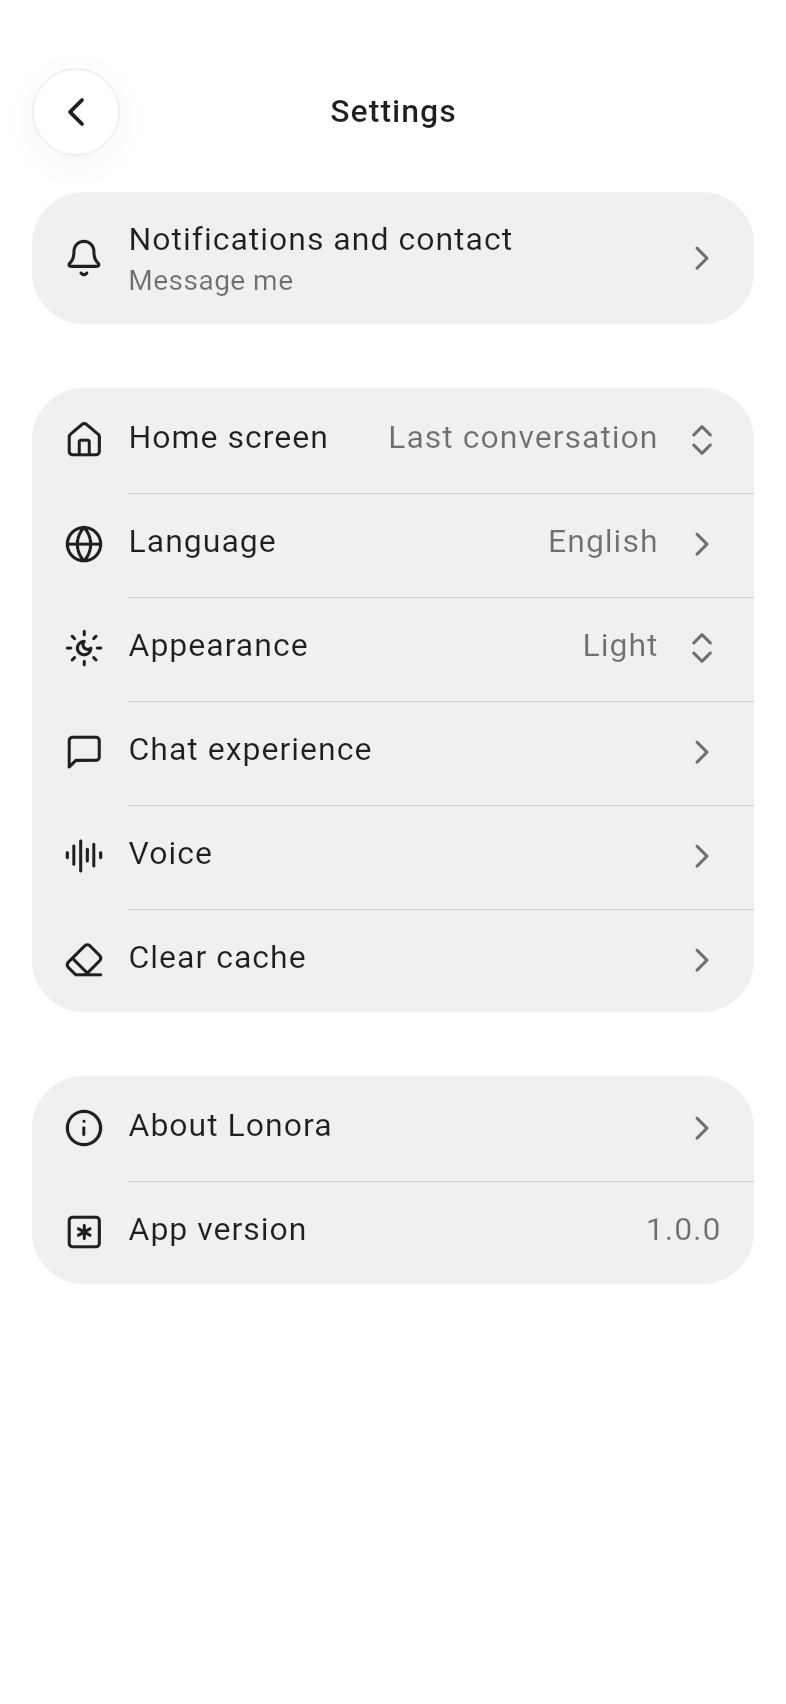 Settings
Notifications and contact
Message me
Home screen Last conversation
Language English
Appearance Light
Chat experience
Voice
Clear cache
About Lonora
App version 1.0.0